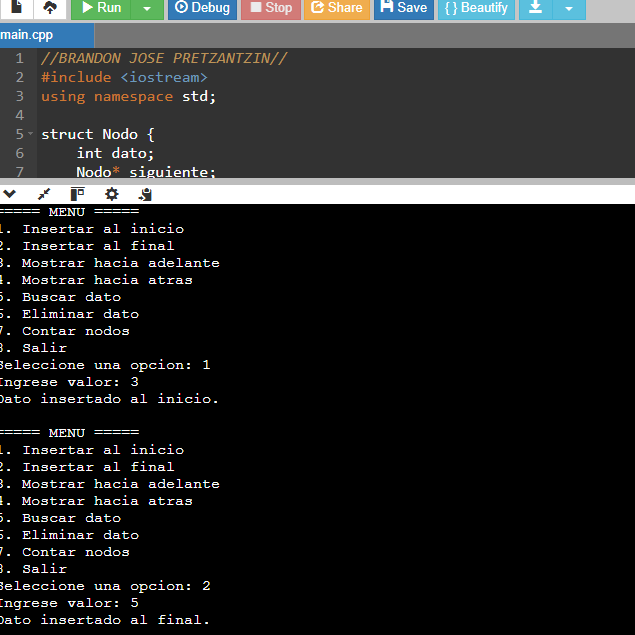 Run Debug Stop Share Save { } Beautify
main.cpp
1 //BRANDON JOSE PRETZANTZIN//
2 #include <iostream>
3 using namespace std;
4
5 struct Nodo {
6 int dato;
7 Nodo* siguiente;
===== MENU =====
1. Insertar al inicio
2. Insertar al final
3. Mostrar hacia adelante
4. Mostrar hacia atras
5. Buscar dato
6. Eliminar dato
7. Contar nodos
8. Salir
Seleccione una opcion: 1
Ingrese valor: 3
Dato insertado al inicio.
===== MENU =====
1. Insertar al inicio
2. Insertar al final
3. Mostrar hacia adelante
4. Mostrar hacia atras
5. Buscar dato
6. Eliminar dato
7. Contar nodos
8. Salir
Seleccione una opcion: 2
Ingrese valor: 5
Dato insertado al final.